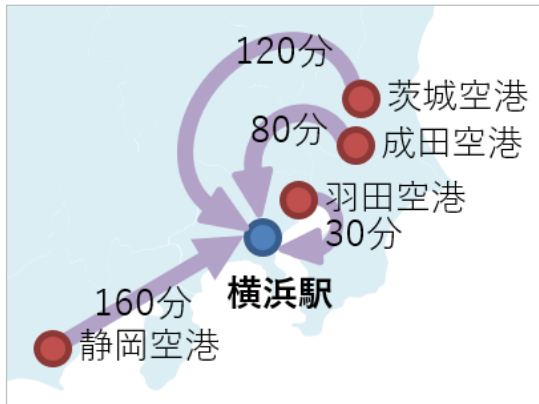 120分
茨城空港
80分
成田空港
羽田空港
30分
横浜駅
160分
静岡空港